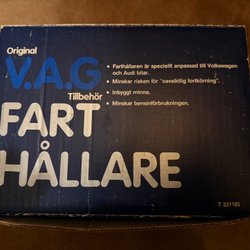 Original
V.A.G
Tillbehör
• Farthållaren är speciellt anpassad till Volkswagen
och Audi bilar.
• Minskar risken för "oavsiktlig fortkörning".
• Inbyggt minne.
• Minskar bensinförbrukningen.
FART
HÅLLARE
T 221185